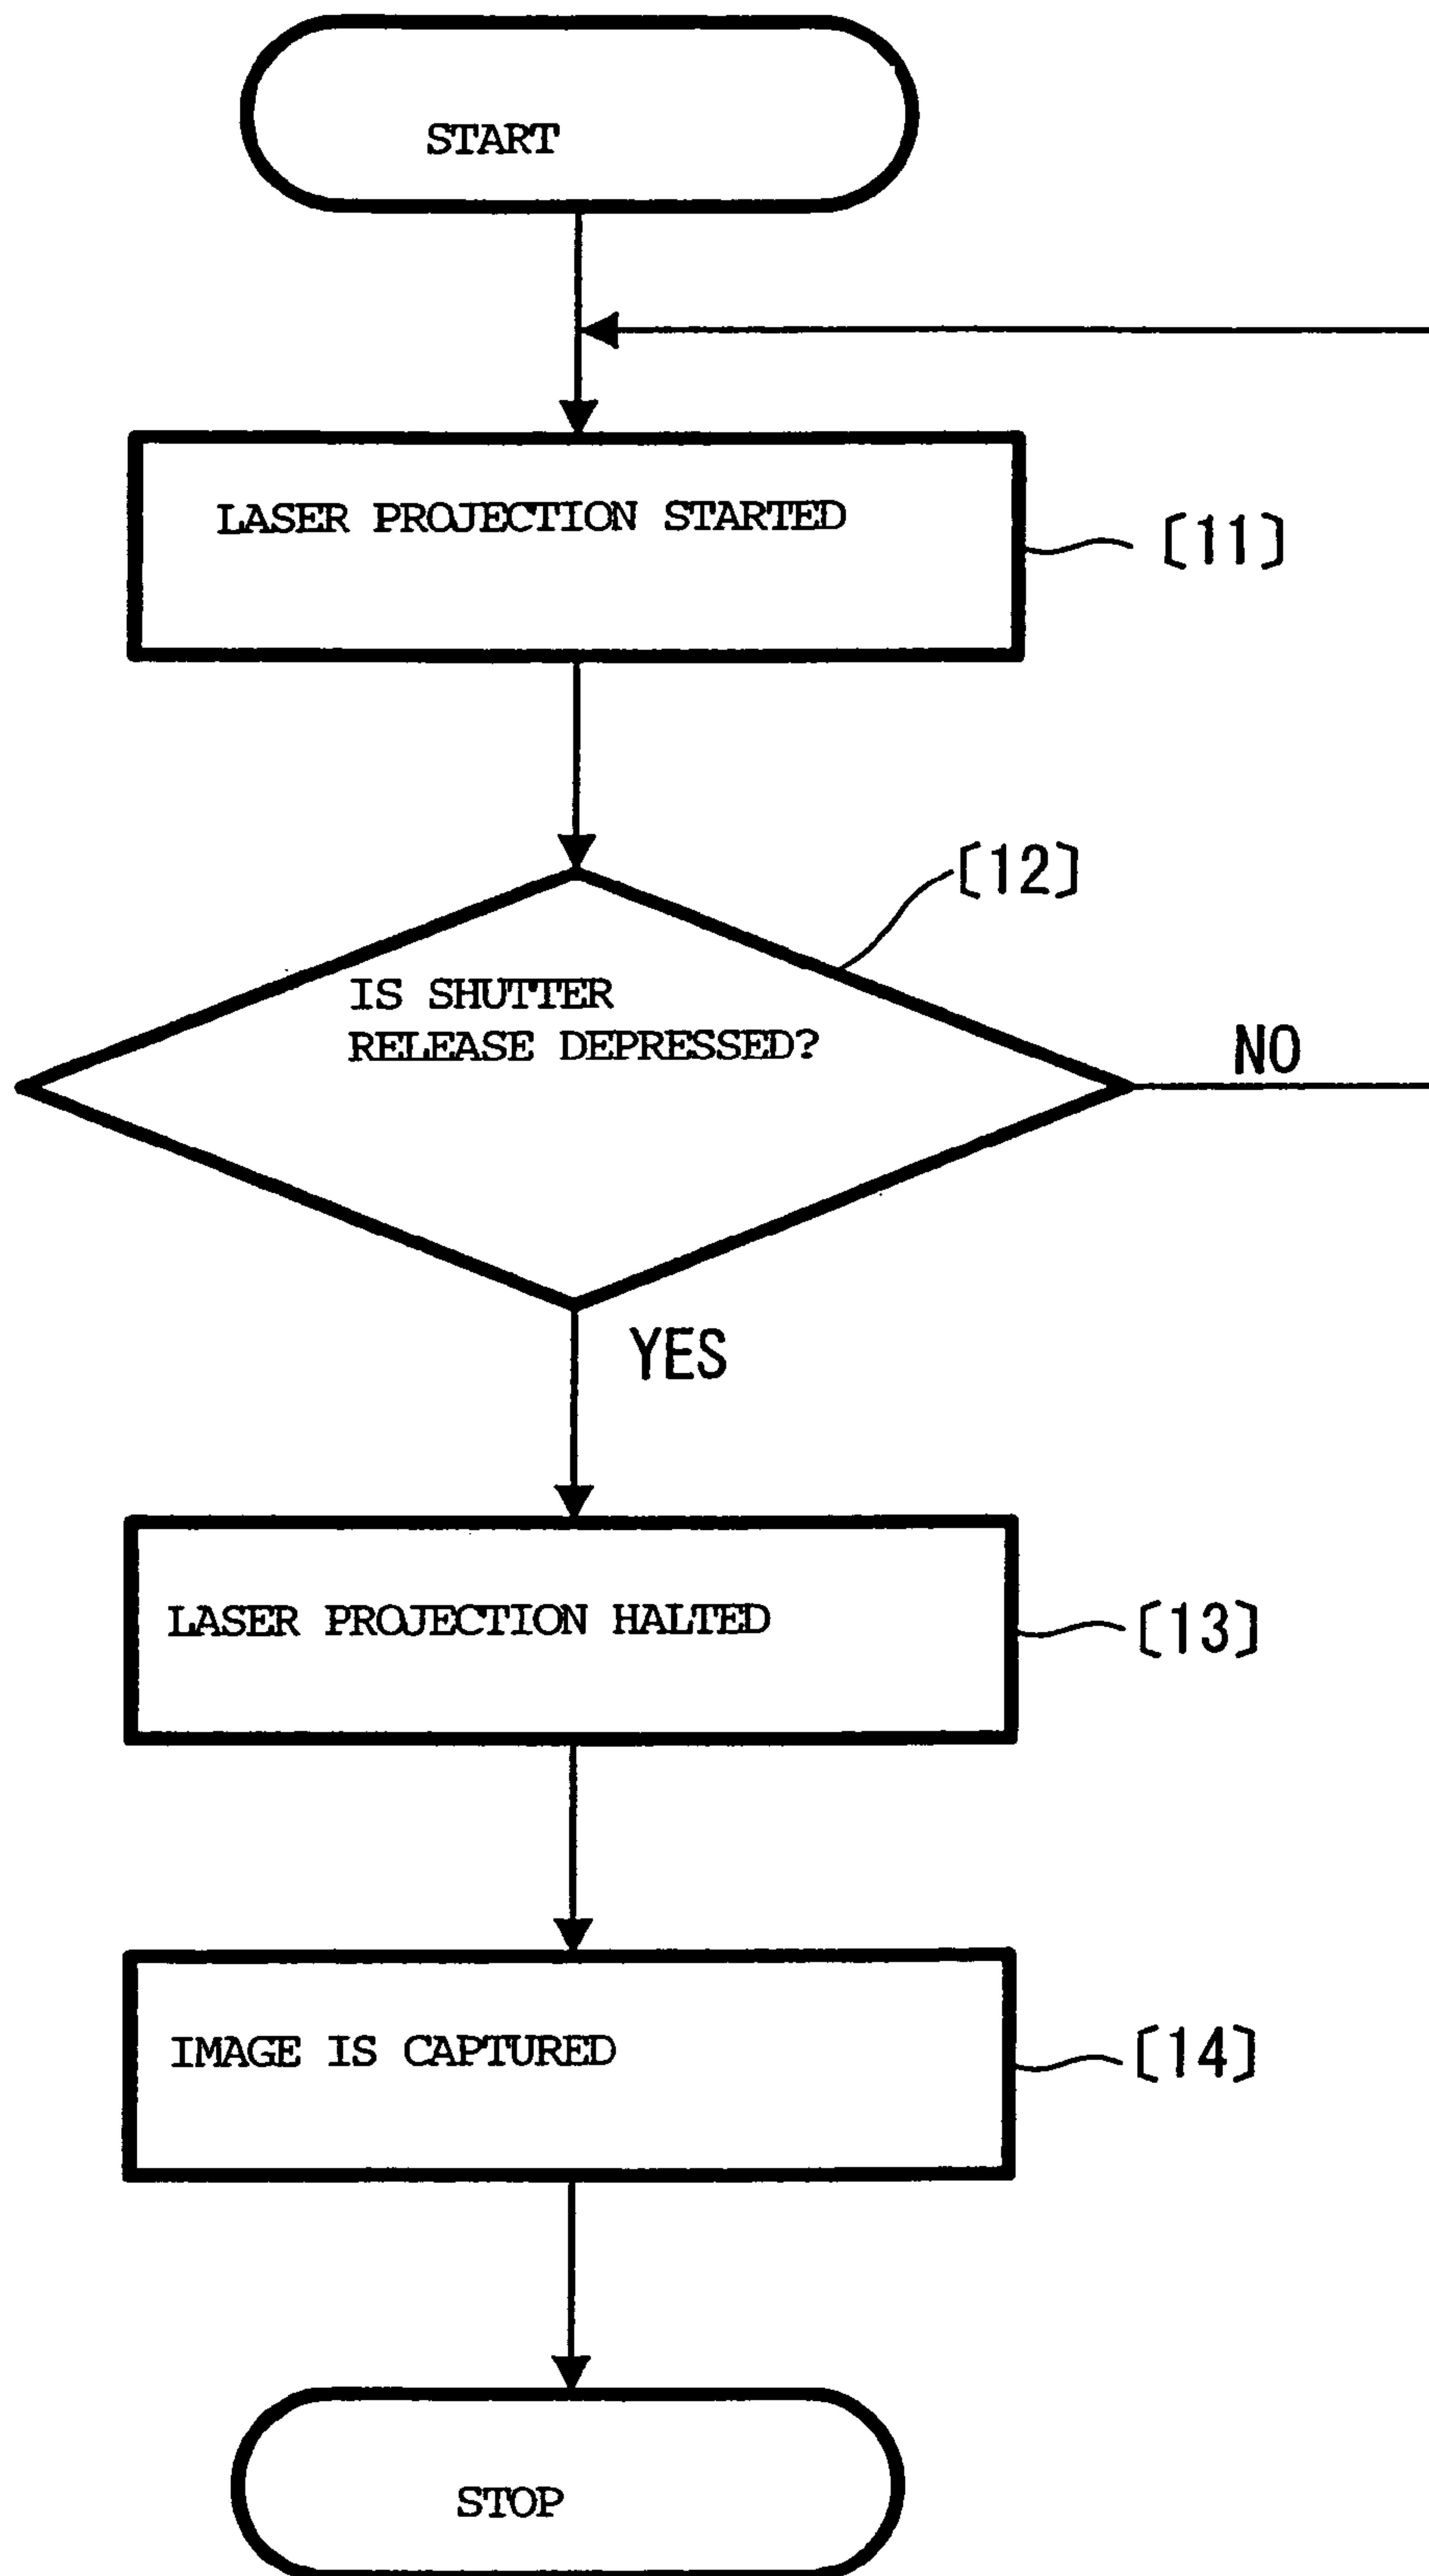 START
LASER PROJECTION STARTED
〔11〕
〔12〕
IS SHUTTER
RELEASE DEPRESSED?
NO
YES
LASER PROJECTION HALTED
〔13〕
IMAGE IS CAPTURED
〔14〕
STOP